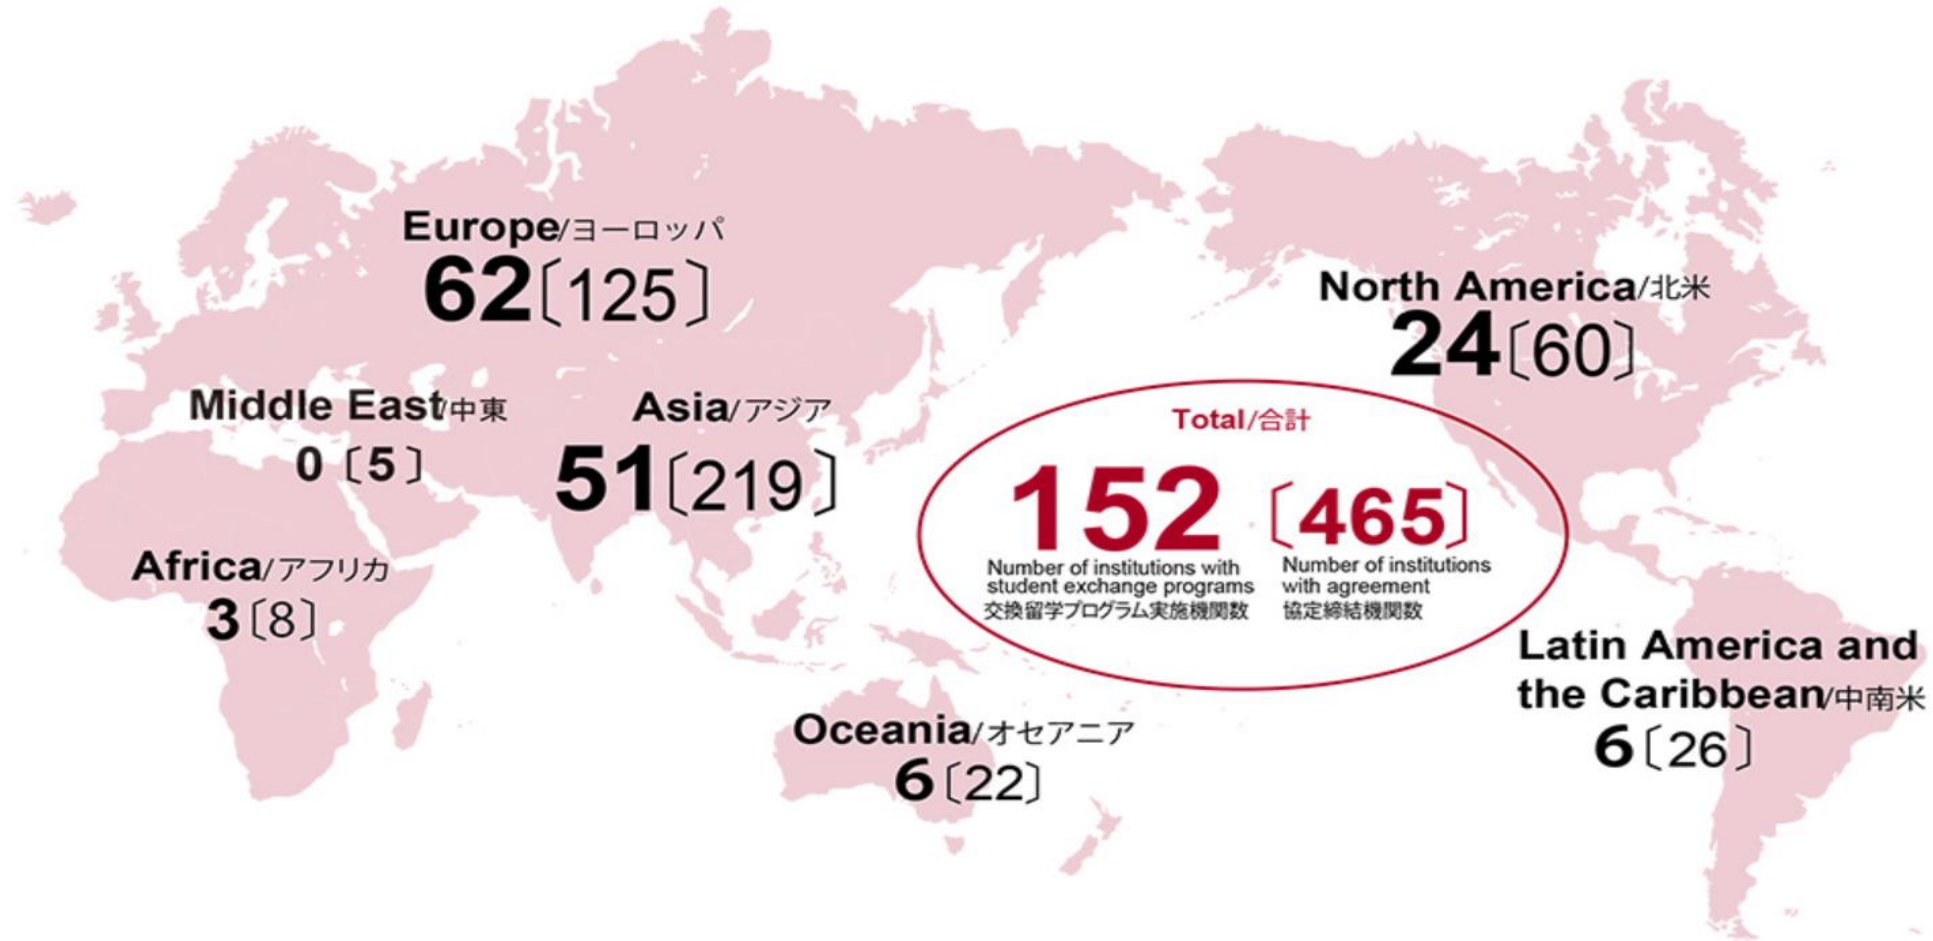 Europe/ヨーロッパ
62〔125〕
North America/北米
24〔60〕
Middle East/中東
0〔5〕
Asia/アジア
51〔219〕
Total/合計
152〔465〕
Number of institutions with
student exchange programs
交換留学プログラム実施機関数
Number of institutions
with agreement
協定締結機関数
Africa/アフリカ
3〔8〕
Latin America and
the Caribbean/中南米
6〔26〕
Oceania/オセアニア
6〔22〕